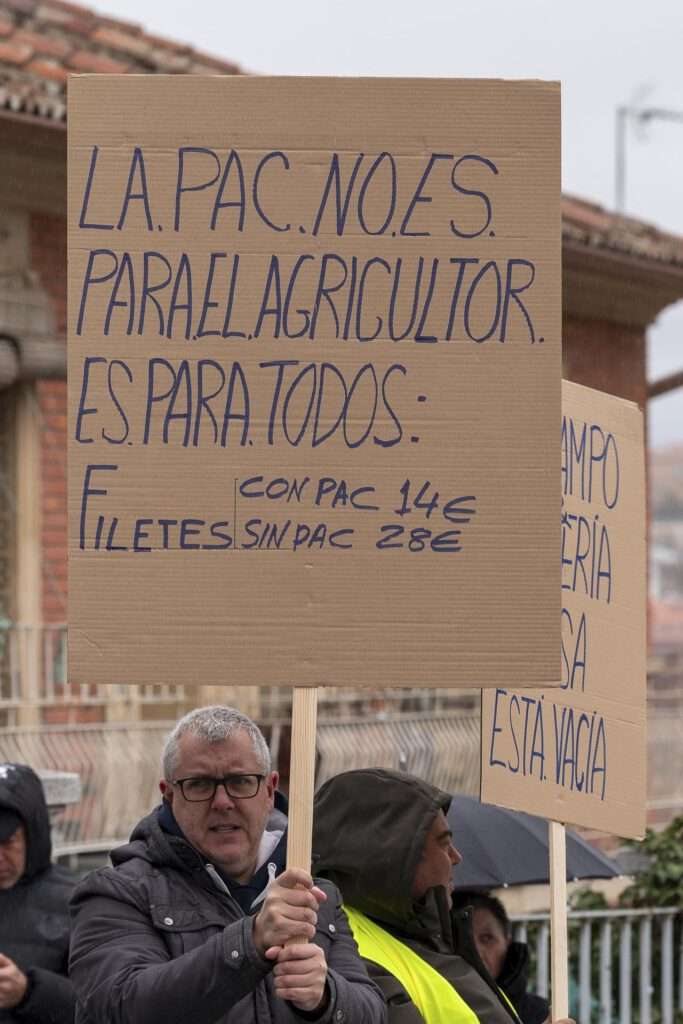 LA.PAC.NO.ES.
PARA.EL.AGRICULTOR.
ES.PARA.TODOS:
FILETES CON PAC 14€
SIN PAC 28€
AMPO
ERÍA
SA
ESTÁ.VACÍA